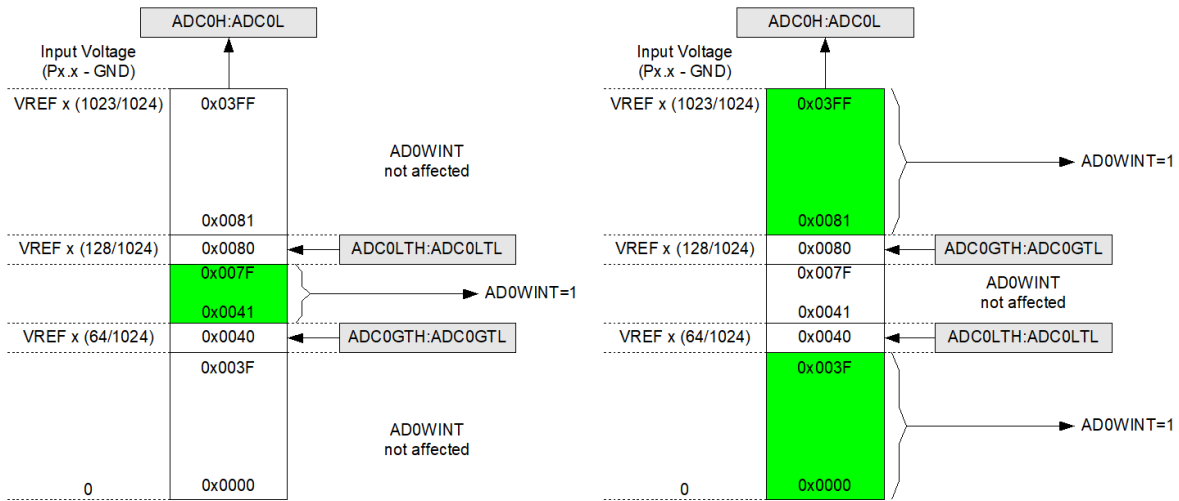 ADC0H:ADC0L
Input Voltage
(Px.x - GND)
VREF x (1023/1024)
0x03FF
AD0WINT
not affected
0x0081
VREF x (128/1024)
0x0080
ADC0LTH:ADC0LTL
0x007F
AD0WINT=1
0x0041
VREF x (64/1024)
0x0040
ADC0GTH:ADC0GTL
0x003F
AD0WINT
not affected
0
0x0000
ADC0H:ADC0L
Input Voltage
(Px.x - GND)
VREF x (1023/1024)
0x03FF
AD0WINT=1
0x0081
VREF x (128/1024)
0x0080
ADC0GTH:ADC0GTL
0x007F
AD0WINT
not affected
0x0041
VREF x (64/1024)
0x0040
ADC0LTH:ADC0LTL
0x003F
AD0WINT=1
0
0x0000